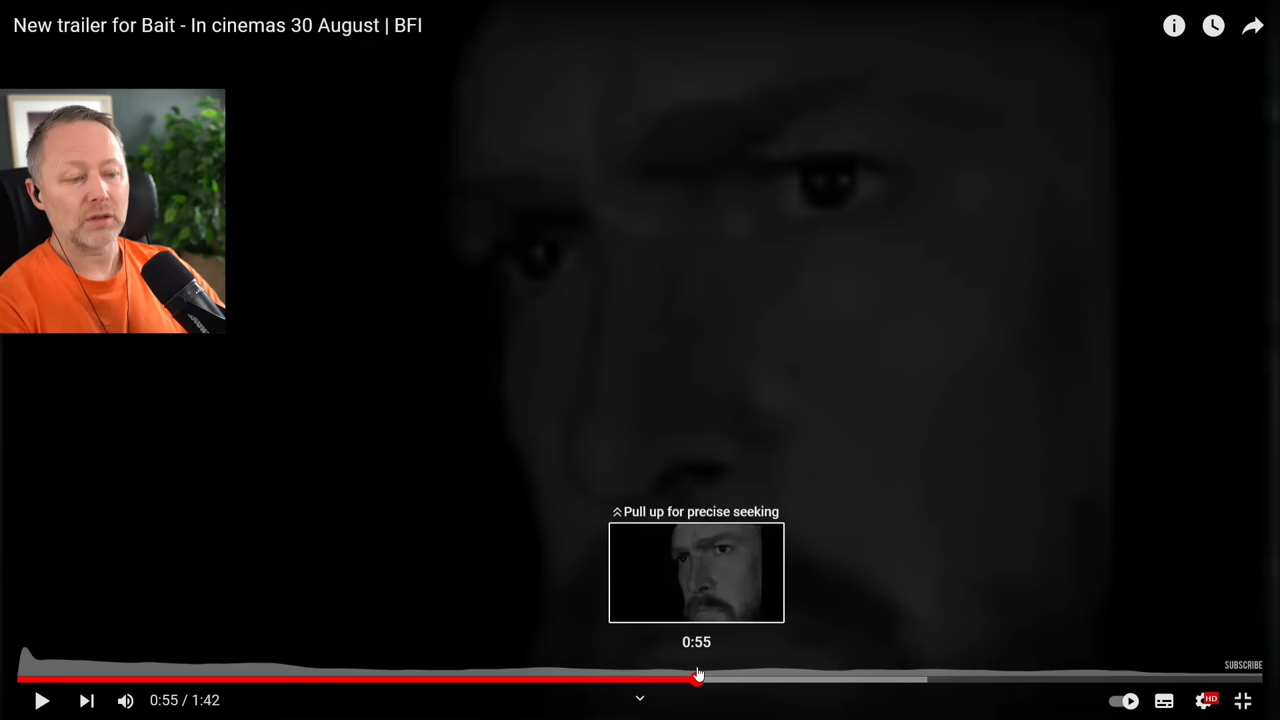 New trailer for Bait - In cinemas 30 August | BFI
Pull up for precise seeking
0:55
SUBSCRIBE
0:55 / 1:42
HD